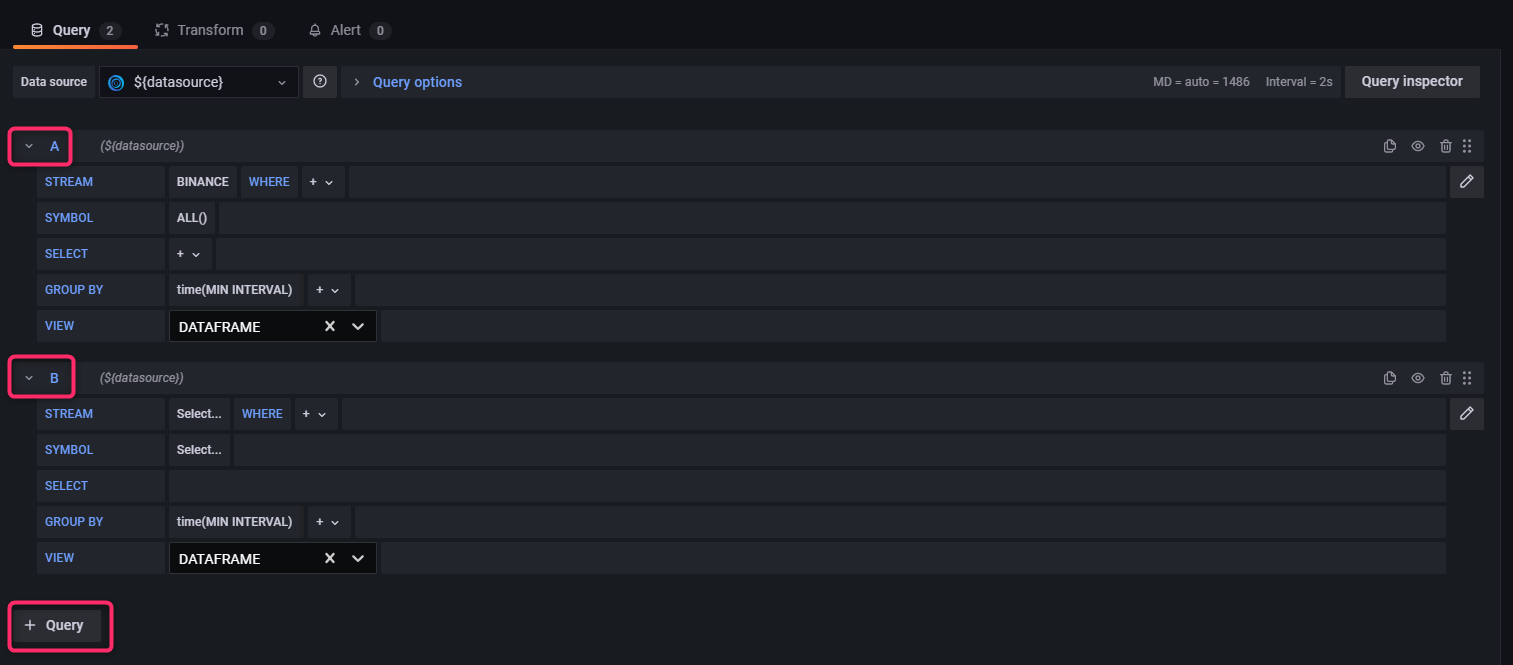 Query 2 Transform 0 Alert 0
Data source ${datasource} Query options MD = auto = 1486 Interval = 2s Query inspector
A (${datasource})
STREAM BINANCE WHERE +
SYMBOL ALL()
SELECT +
GROUP BY time(MIN INTERVAL) +
VIEW DATAFRAME
B (${datasource})
STREAM Select... WHERE +
SYMBOL Select...
SELECT
GROUP BY time(MIN INTERVAL) +
VIEW DATAFRAME
+ Query